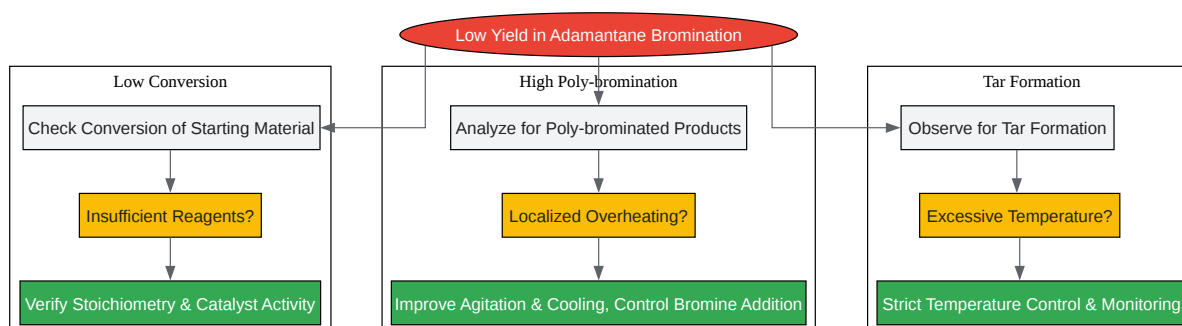 Low Yield in Adamantane Bromination
Low Conversion
High Poly-bromination
Tar Formation
Check Conversion of Starting Material
Analyze for Poly-brominated Products
Observe for Tar Formation
Insufficient Reagents?
Localized Overheating?
Excessive Temperature?
Verify Stoichiometry & Catalyst Activity
Improve Agitation & Cooling, Control Bromine Addition
Strict Temperature Control & Monitoring